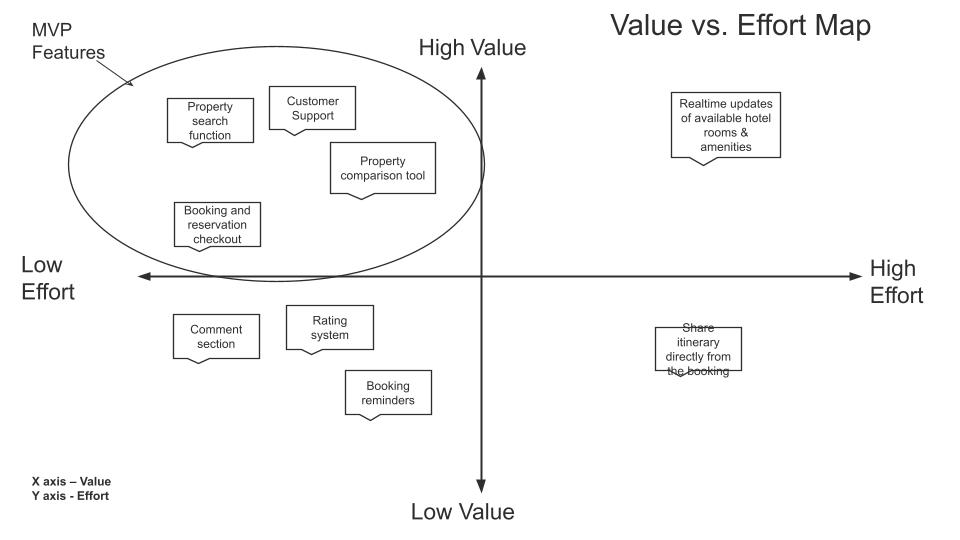 Value vs. Effort Map
MVP
Features
High Value
Property
search
function
Customer
Support
Property
comparison tool
Realtime updates
of available hotel
rooms &
amenities
Booking and
reservation
checkout
Low
Effort
High
Effort
Comment
section
Rating
system
Share
itinerary
directly from
the booking
Booking
reminders
X axis – Value
Y axis - Effort
Low Value